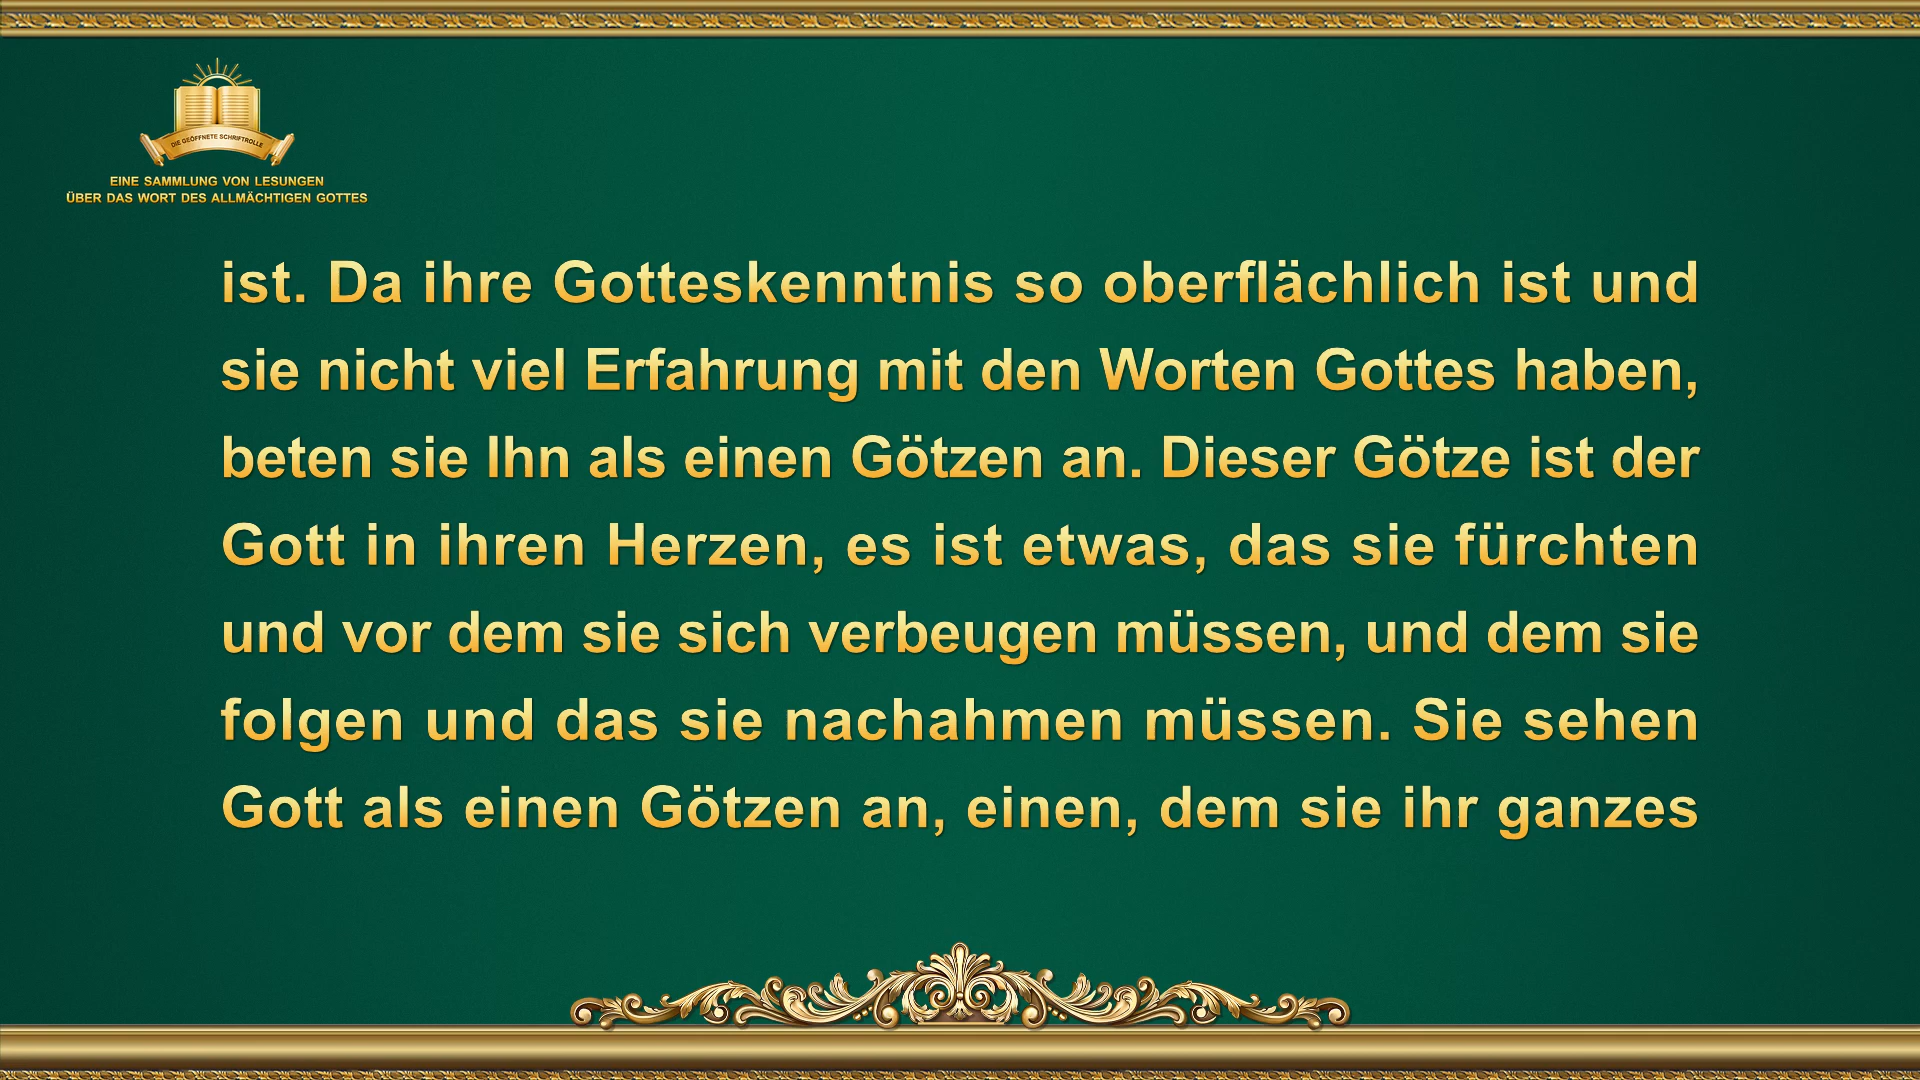 DIE GEÖFFNETE SCHRIFTROLLE
EINE SAMMLUNG VON LESUNGEN
ÜBER DAS WORT DES ALLMÄCHTIGEN GOTTES
ist. Da ihre Gotteskenntnis so oberflächlich ist und
sie nicht viel Erfahrung mit den Worten Gottes haben,
beten sie Ihn als einen Götzen an. Dieser Götze ist der
Gott in ihren Herzen, es ist etwas, das sie fürchten
und vor dem sie sich verbeugen müssen, und dem sie
folgen und das sie nachahmen müssen. Sie sehen
Gott als einen Götzen an, einen, dem sie ihr ganzes